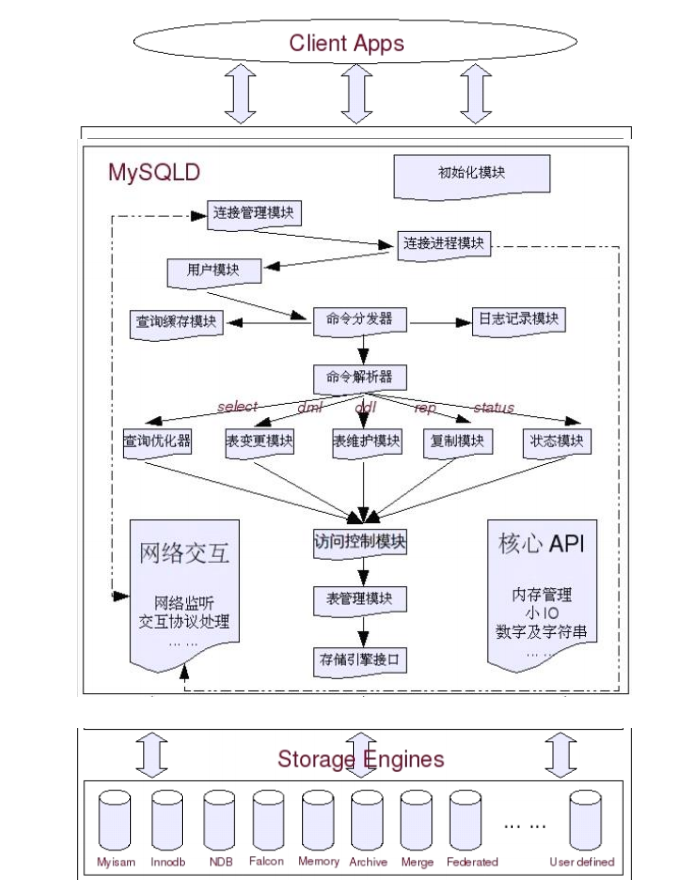 Client Apps
MySQLD
初始化模块
连接管理模块
连接进程模块
用户模块
查询缓存模块
命令分发器
日志记录模块
命令解析器
select
dml
ddl
rep
status
查询优化器
表变更模块
表维护模块
复制模块
状态模块
访问控制模块
网络交互
网络监听
交互协议处理
... ...
核心 API
内存管理
小 IO
数字及字符串
... ...
表管理模块
存储引擎接口
Storage Engines
Myisam
Innodb
NDB
Falcon
Memory
Archive
Merge
Federated
... ...
User defined